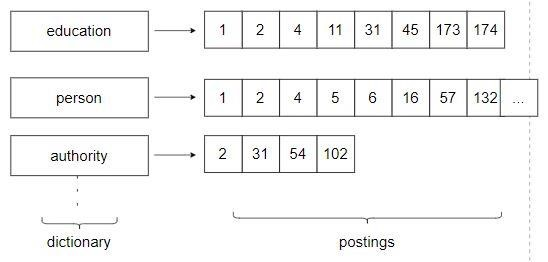 education 1 2 4 11 31 45 173 174
person 1 2 4 5 6 16 57 132 ...
authority 2 31 54 102
dictionary postings